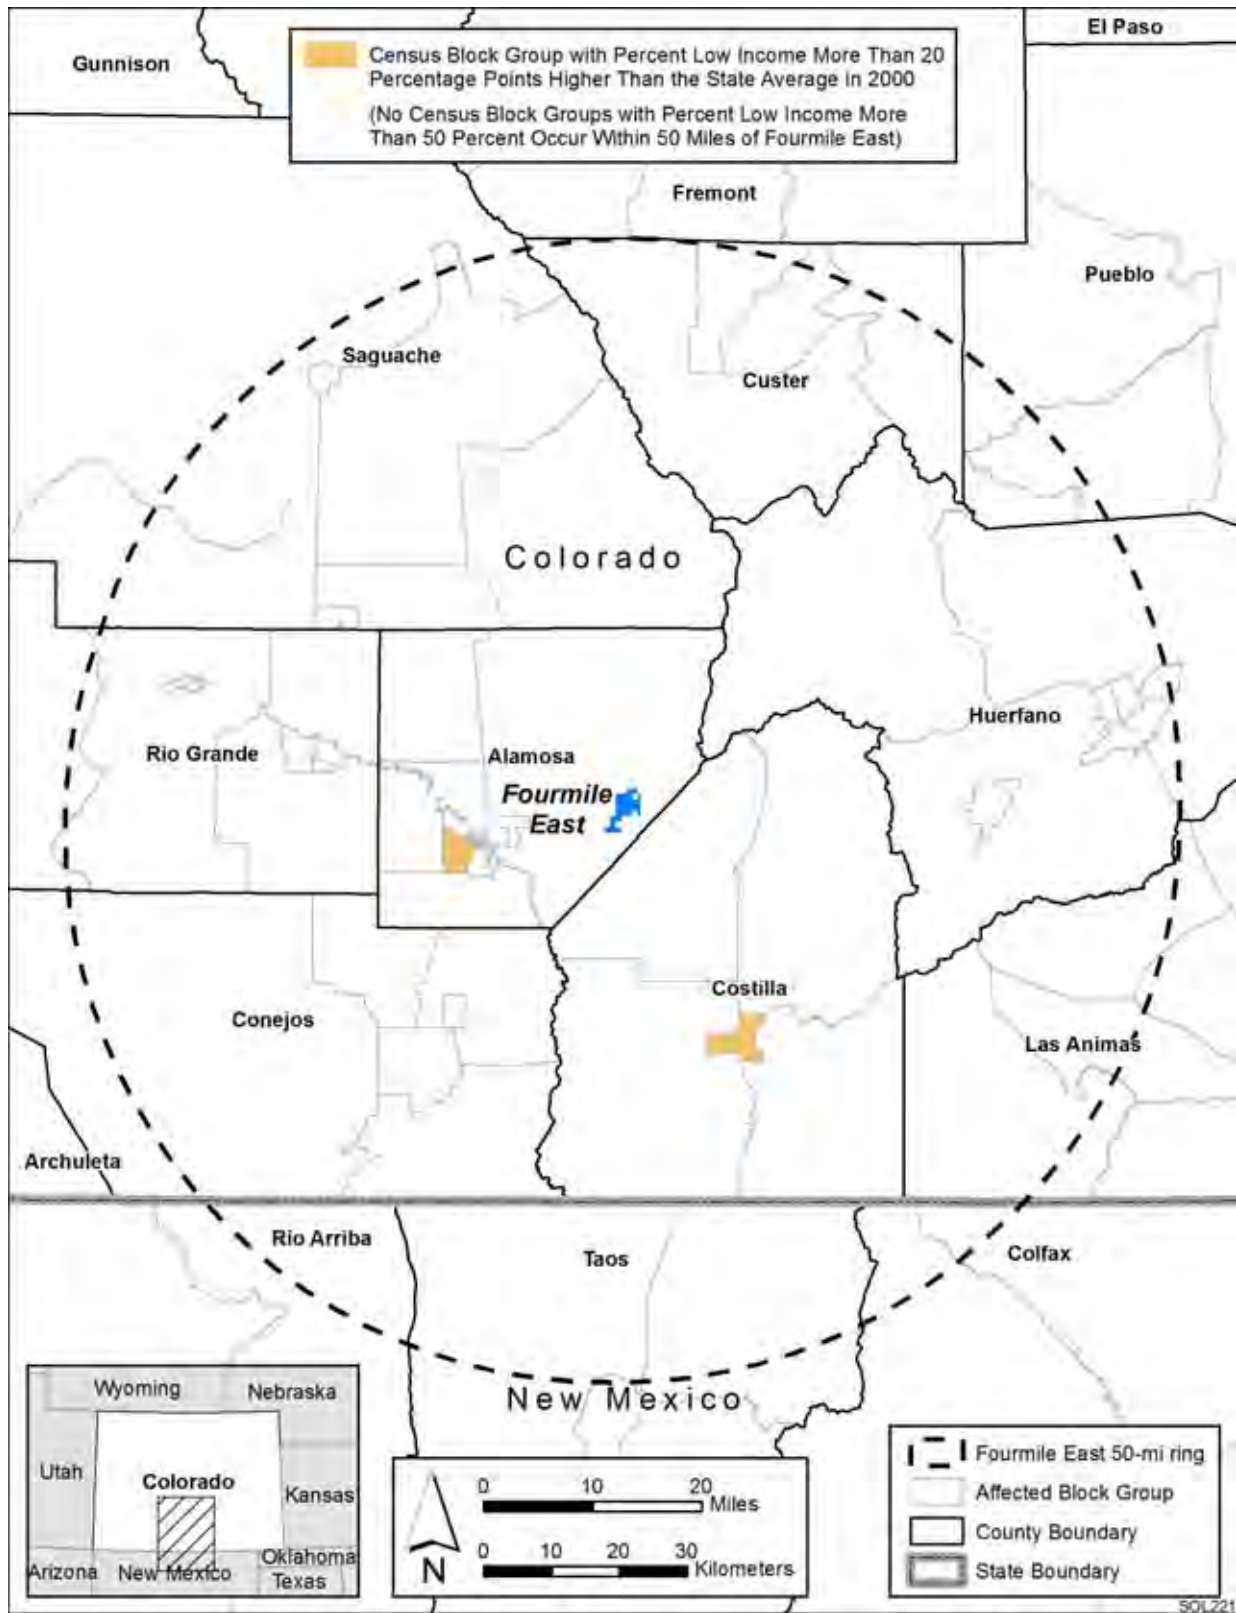 El Paso
Gunnison
Census Block Group with Percent Low Income More Than 20
Percentage Points Higher Than the State Average in 2000
(No Census Block Groups with Percent Low Income More
Than 50 Percent Occur Within 50 Miles of Fourmile East)
Fremont
Pueblo
Saguache
Custer
Colorado
Huerfano
Rio Grande
Alamosa
Fourmile
East
Costilla
Conejos
Las Animas
Archuleta
Rio Arriba
Taos
Colfax
New Mexico
Wyoming
Nebraska
Utah
Colorado
Kansas
Arizona
New Mexico
Oklahoma
Texas
0 10 20
Miles
0 10 20 30
Kilometers
N
Fourmile East 50-mi ring
Affected Block Group
County Boundary
State Boundary
SOL221